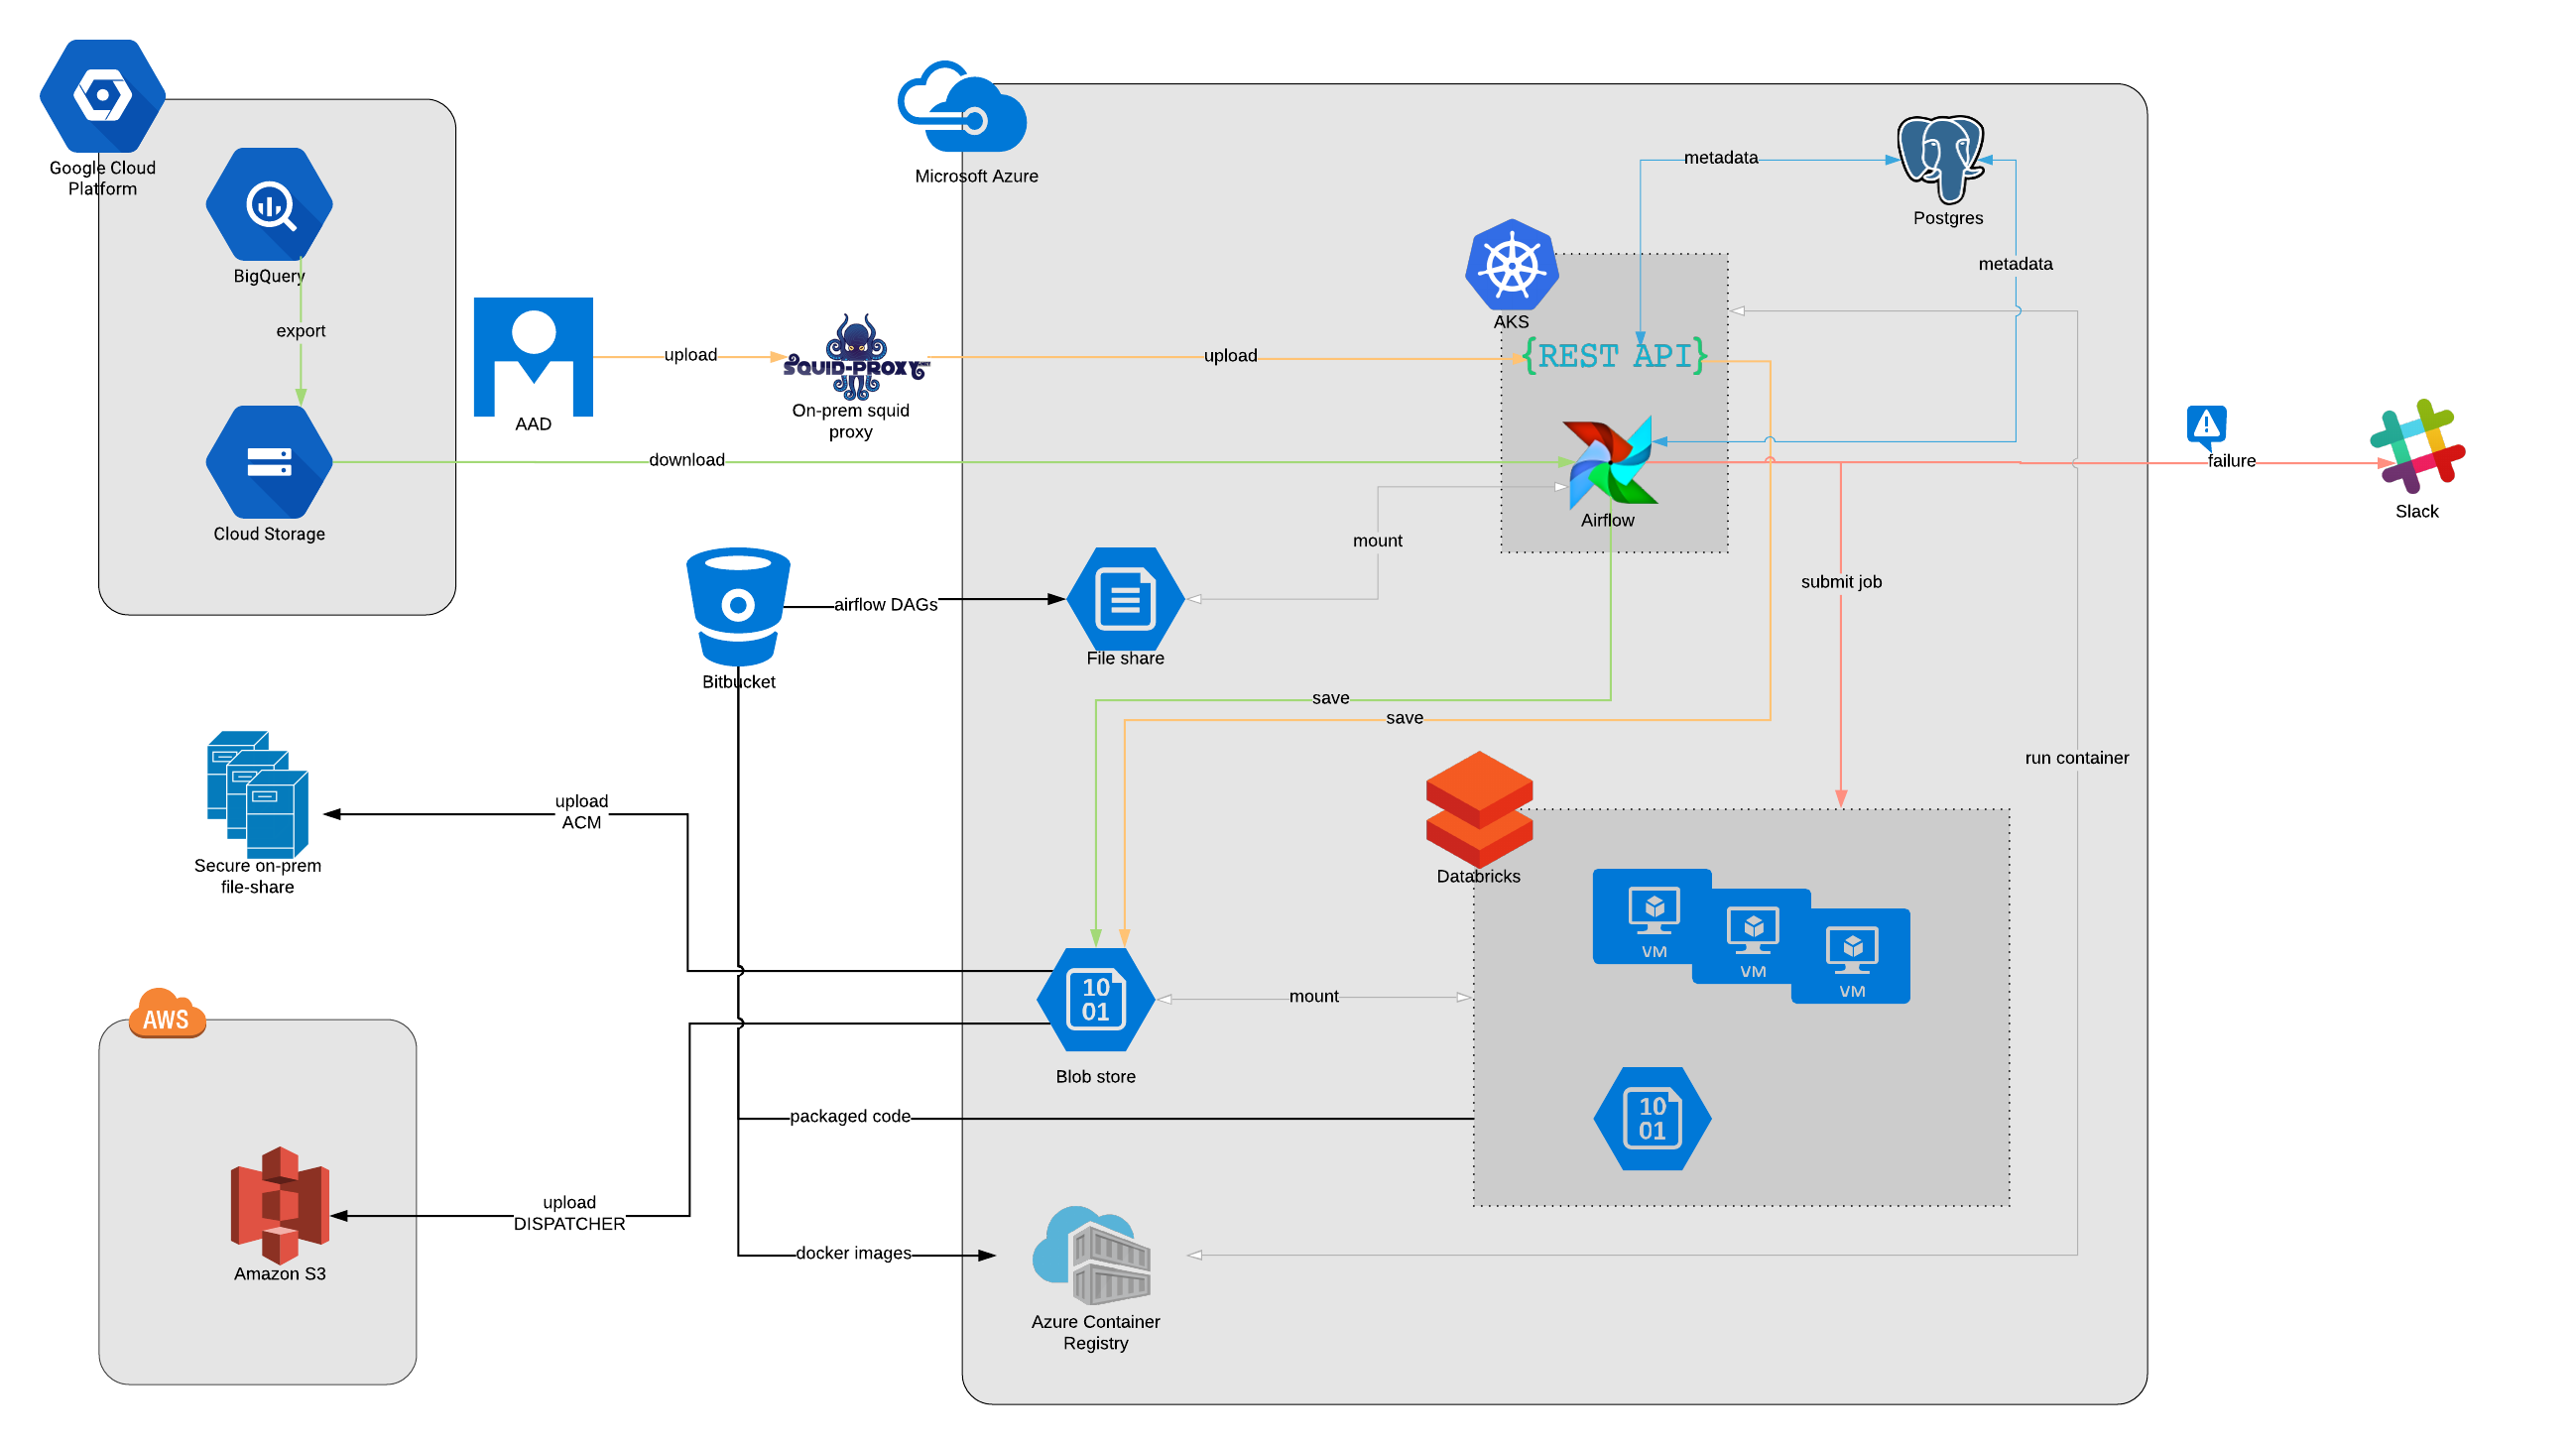 Google Cloud
Platform
BigQuery
export
Cloud Storage
AAD
upload
SQUID-PROXY
On-prem squid
proxy
download
Microsoft Azure
upload
metadata
Postgres
metadata
AKS
{REST API}
Airflow
failure
Slack
mount
submit job
Bitbucket
airflow DAGs
File share
save
save
run container
Secure on-prem
file-share
upload
ACM
Databricks
VM
VM
VM
10
01
Blob store
mount
AWS
packaged code
10
01
Amazon S3
upload
DISPATCHER
docker images
Azure Container
Registry